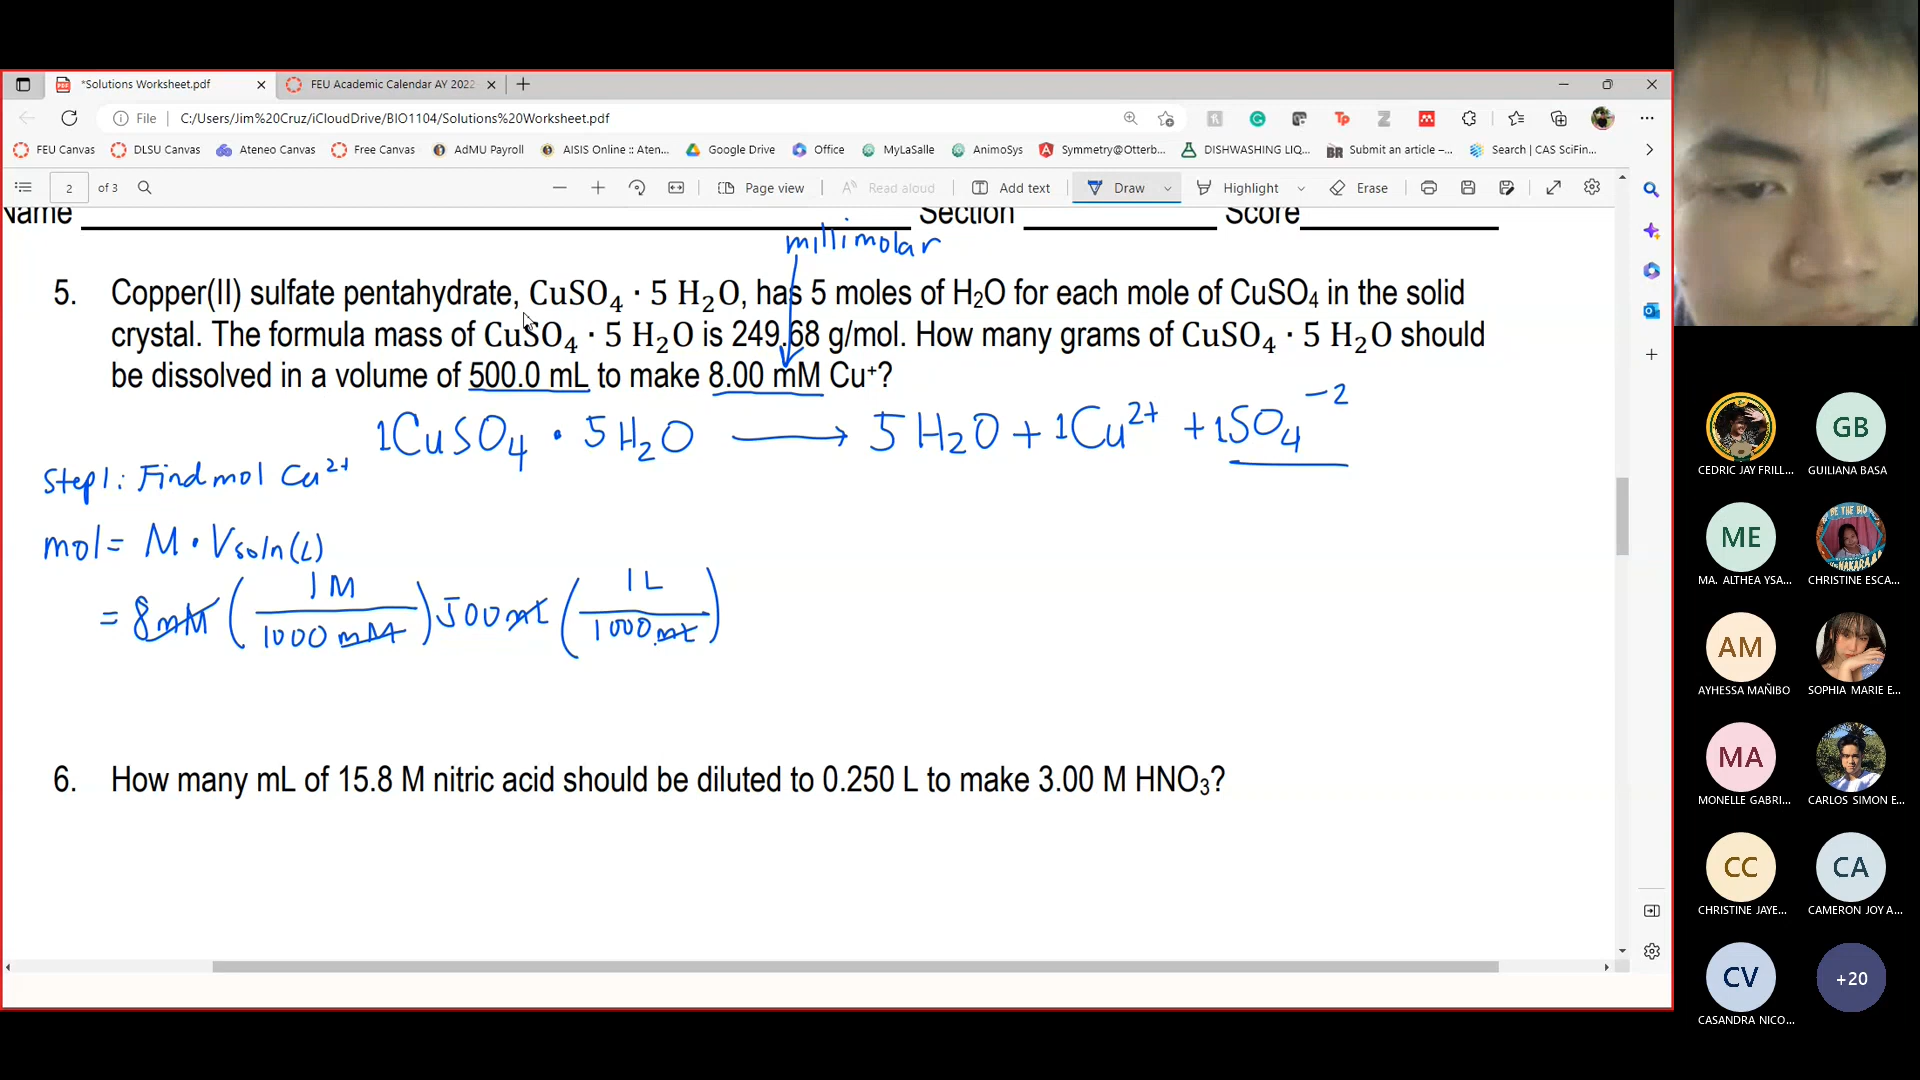 *Solutions Worksheet.pdf
FEU Academic Calendar AY 2022
File
C:/Users/Jim%20Cruz/iCloudDrive/BIO1104/Solutions%20Worksheet.pdf
FEU Canvas DLSU Canvas Ateneo Canvas Free Canvas AdMU Payroll AISIS Online :: Aten... Google Drive Office MyLaSalle AnimoSys Symmetry@Otterb... DISHWASHING LIQ... Submit an article –... Search | CAS SciFin...
2 of 3 Page view Read aloud Add text Draw Highlight Erase
Name Section Score
millimolar
5. Copper(II) sulfate pentahydrate, CuSO₄ · 5 H₂O, has 5 moles of H₂O for each mole of CuSO₄ in the solid
crystal. The formula mass of CuSO₄ · 5 H₂O is 249.68 g/mol. How many grams of CuSO₄ · 5 H₂O should
be dissolved in a volume of 500.0 mL to make 8.00 mM Cu⁺?
1CuSO₄ · 5H₂O ⟶ 5H₂O + 1Cu²⁺ + 1SO₄⁻²
Step1: Find mol Cu²⁺
mol = M · Vsoln(L)
= 8mM (1M / 1000 mM) 500mL (1L / 1000mL)
6. How many mL of 15.8 M nitric acid should be diluted to 0.250 L to make 3.00 M HNO₃?
CEDRIC JAY FRILL...
GB
GUILIANA BASA
ME
MA. ALTHEA YSA...
CHRISTINE ESCA...
AM
AYHESSA MAÑIBO
SOPHIA MARIE E...
MA
MONELLE GABRI...
CARLOS SIMON E...
CC
CHRISTINE JAYE...
CA
CAMERON JOY A...
CV
CASANDRA NICO...
+20